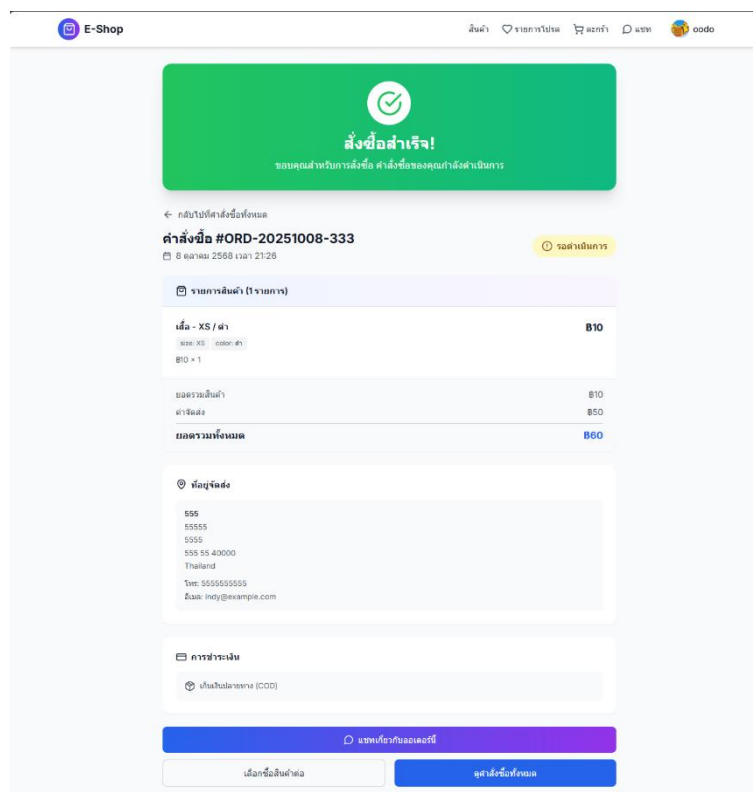 E-Shop
สินค้า รายการโปรด ตะกร้า แชท oodo
สั่งซื้อสำเร็จ!
ขอบคุณสำหรับการสั่งซื้อ คำสั่งซื้อของคุณกำลังดำเนินการ
กลับไปที่คำสั่งซื้อทั้งหมด
คำสั่งซื้อ #ORD-20251008-333
รอดำเนินการ
8 ตุลาคม 2568 เวลา 21:26
รายการสินค้า (1 รายการ)
เสื้อ - XS / ดำ ฿10
size: XS color: ดำ
฿10 × 1
ยอดรวมสินค้า ฿10
ค่าจัดส่ง ฿50
ยอดรวมทั้งหมด ฿60
ที่อยู่จัดส่ง
555
55555
5555
555 55 40000
Thailand
โทร: 5555555555
อีเมล: indy@example.com
การชำระเงิน
เก็บเงินปลายทาง (COD)
แชทเกี่ยวกับออเดอร์นี้
เลือกซื้อสินค้าต่อ ดูคำสั่งซื้อทั้งหมด